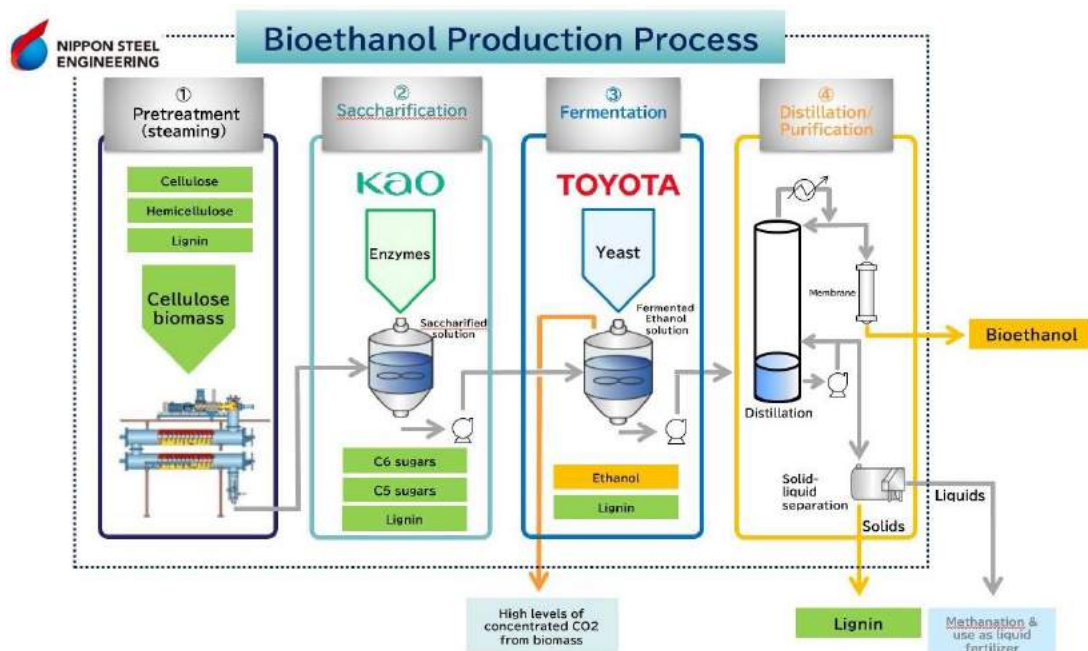 NIPPON STEEL
ENGINEERING
Bioethanol Production Process
①
Pretreatment
(steaming)
Cellulose
Hemicellulose
Lignin
Cellulose
biomass
②
Saccharification
Kao
Enzymes
Saccharified
solution
C6 sugars
C5 sugars
Lignin
③
Fermentation
TOYOTA
Yeast
Fermented
Ethanol
solution
Ethanol
Lignin
④
Distillation/
Purification
Membrane
Distillation
Solid-
liquid
separation
Solids
Liquids
Bioethanol
High levels of
concentrated CO2
from biomass
Lignin
Methanation &
use as liquid
fertilizer